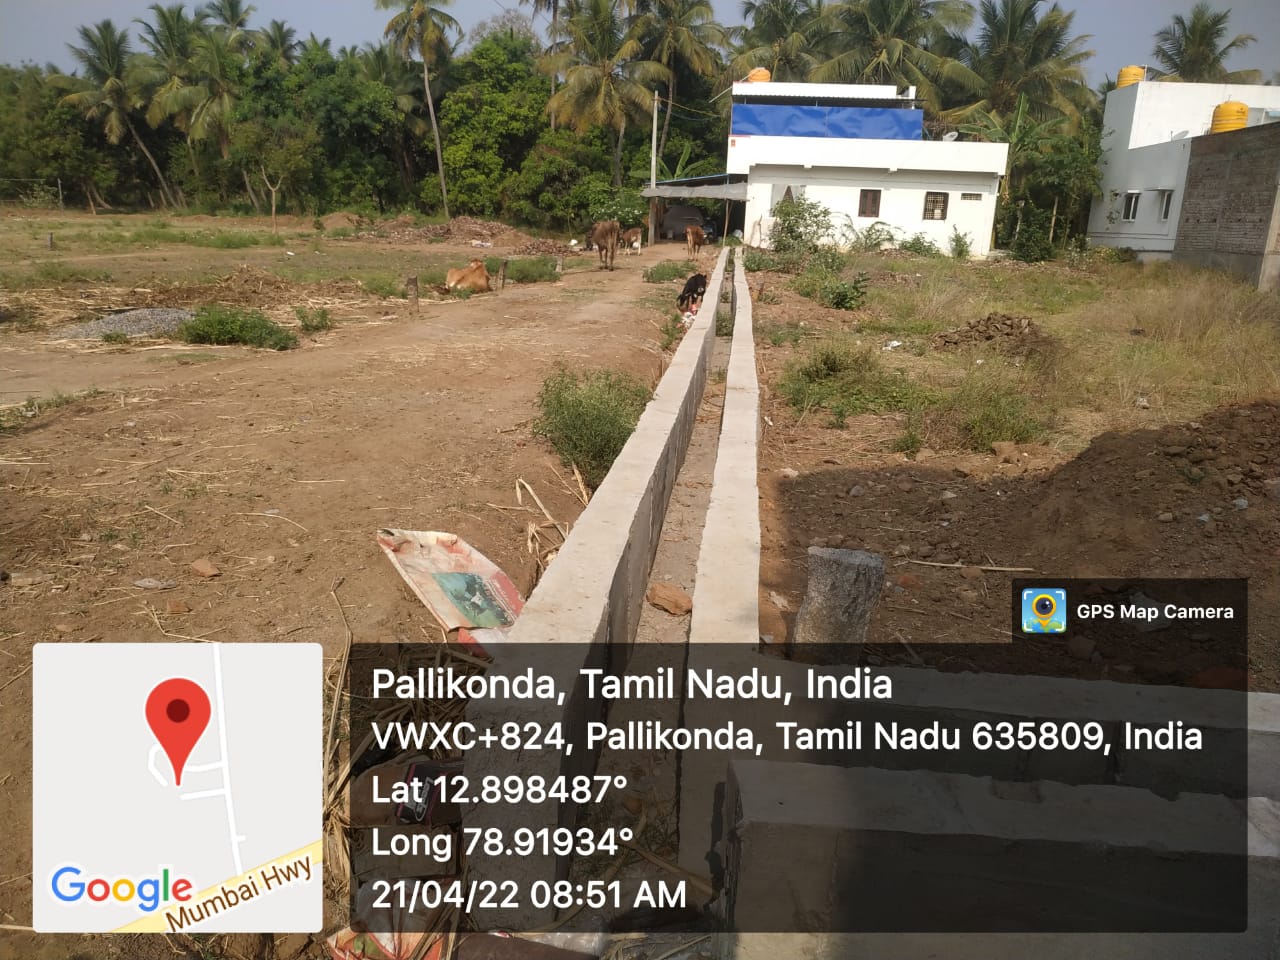 GPS Map Camera
Pallikonda, Tamil Nadu, India
VWXC+824, Pallikonda, Tamil Nadu 635809, India
Lat 12.898487°
Long 78.91934°
21/04/22 08:51 AM
Google
Mumbai Hwy